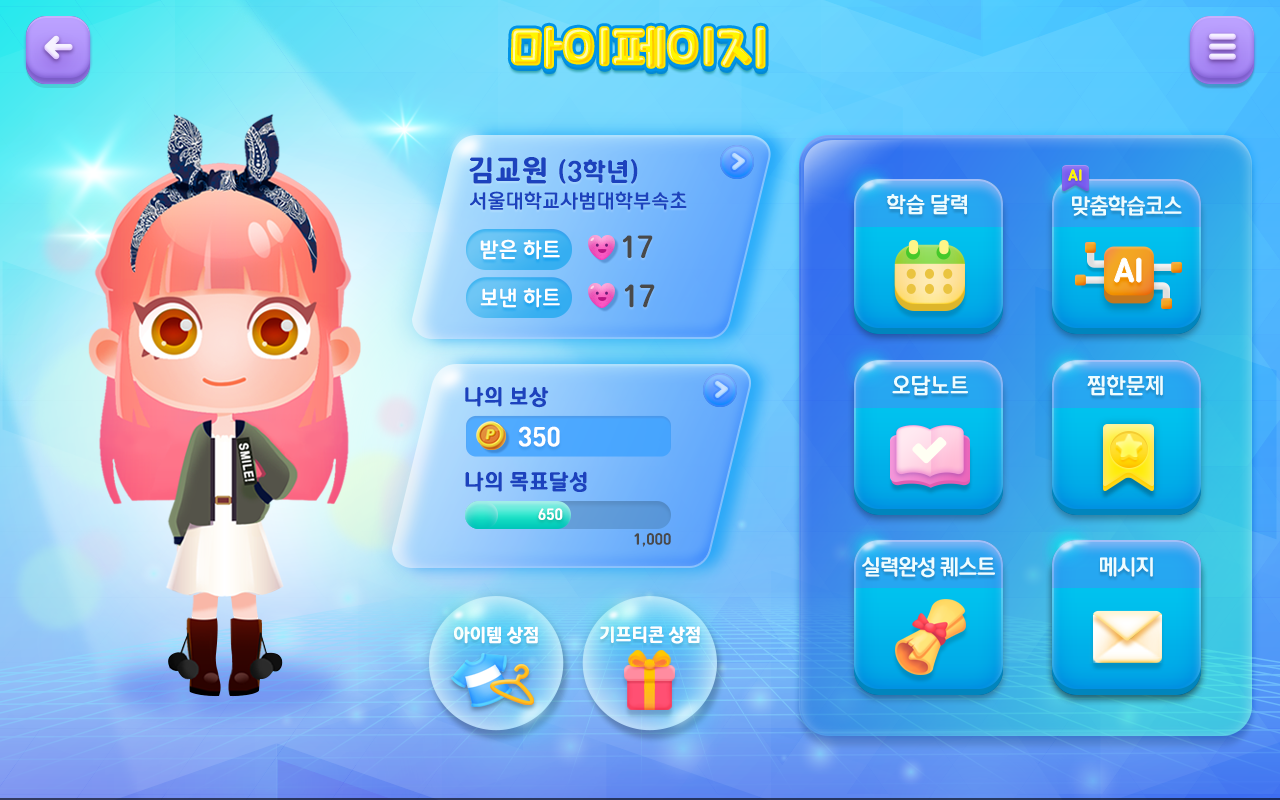 마이페이지
김교원 (3학년)
서울대학교사범대학부속초
받은 하트 17
보낸 하트 17
나의 보상
P 350
나의 목표달성
650
1,000
아이템 상점
기프티콘 상점
SMILE!
학습 달력
AI
맞춤학습코스
AI
오답노트
찜한문제
실력완성 퀘스트
메시지